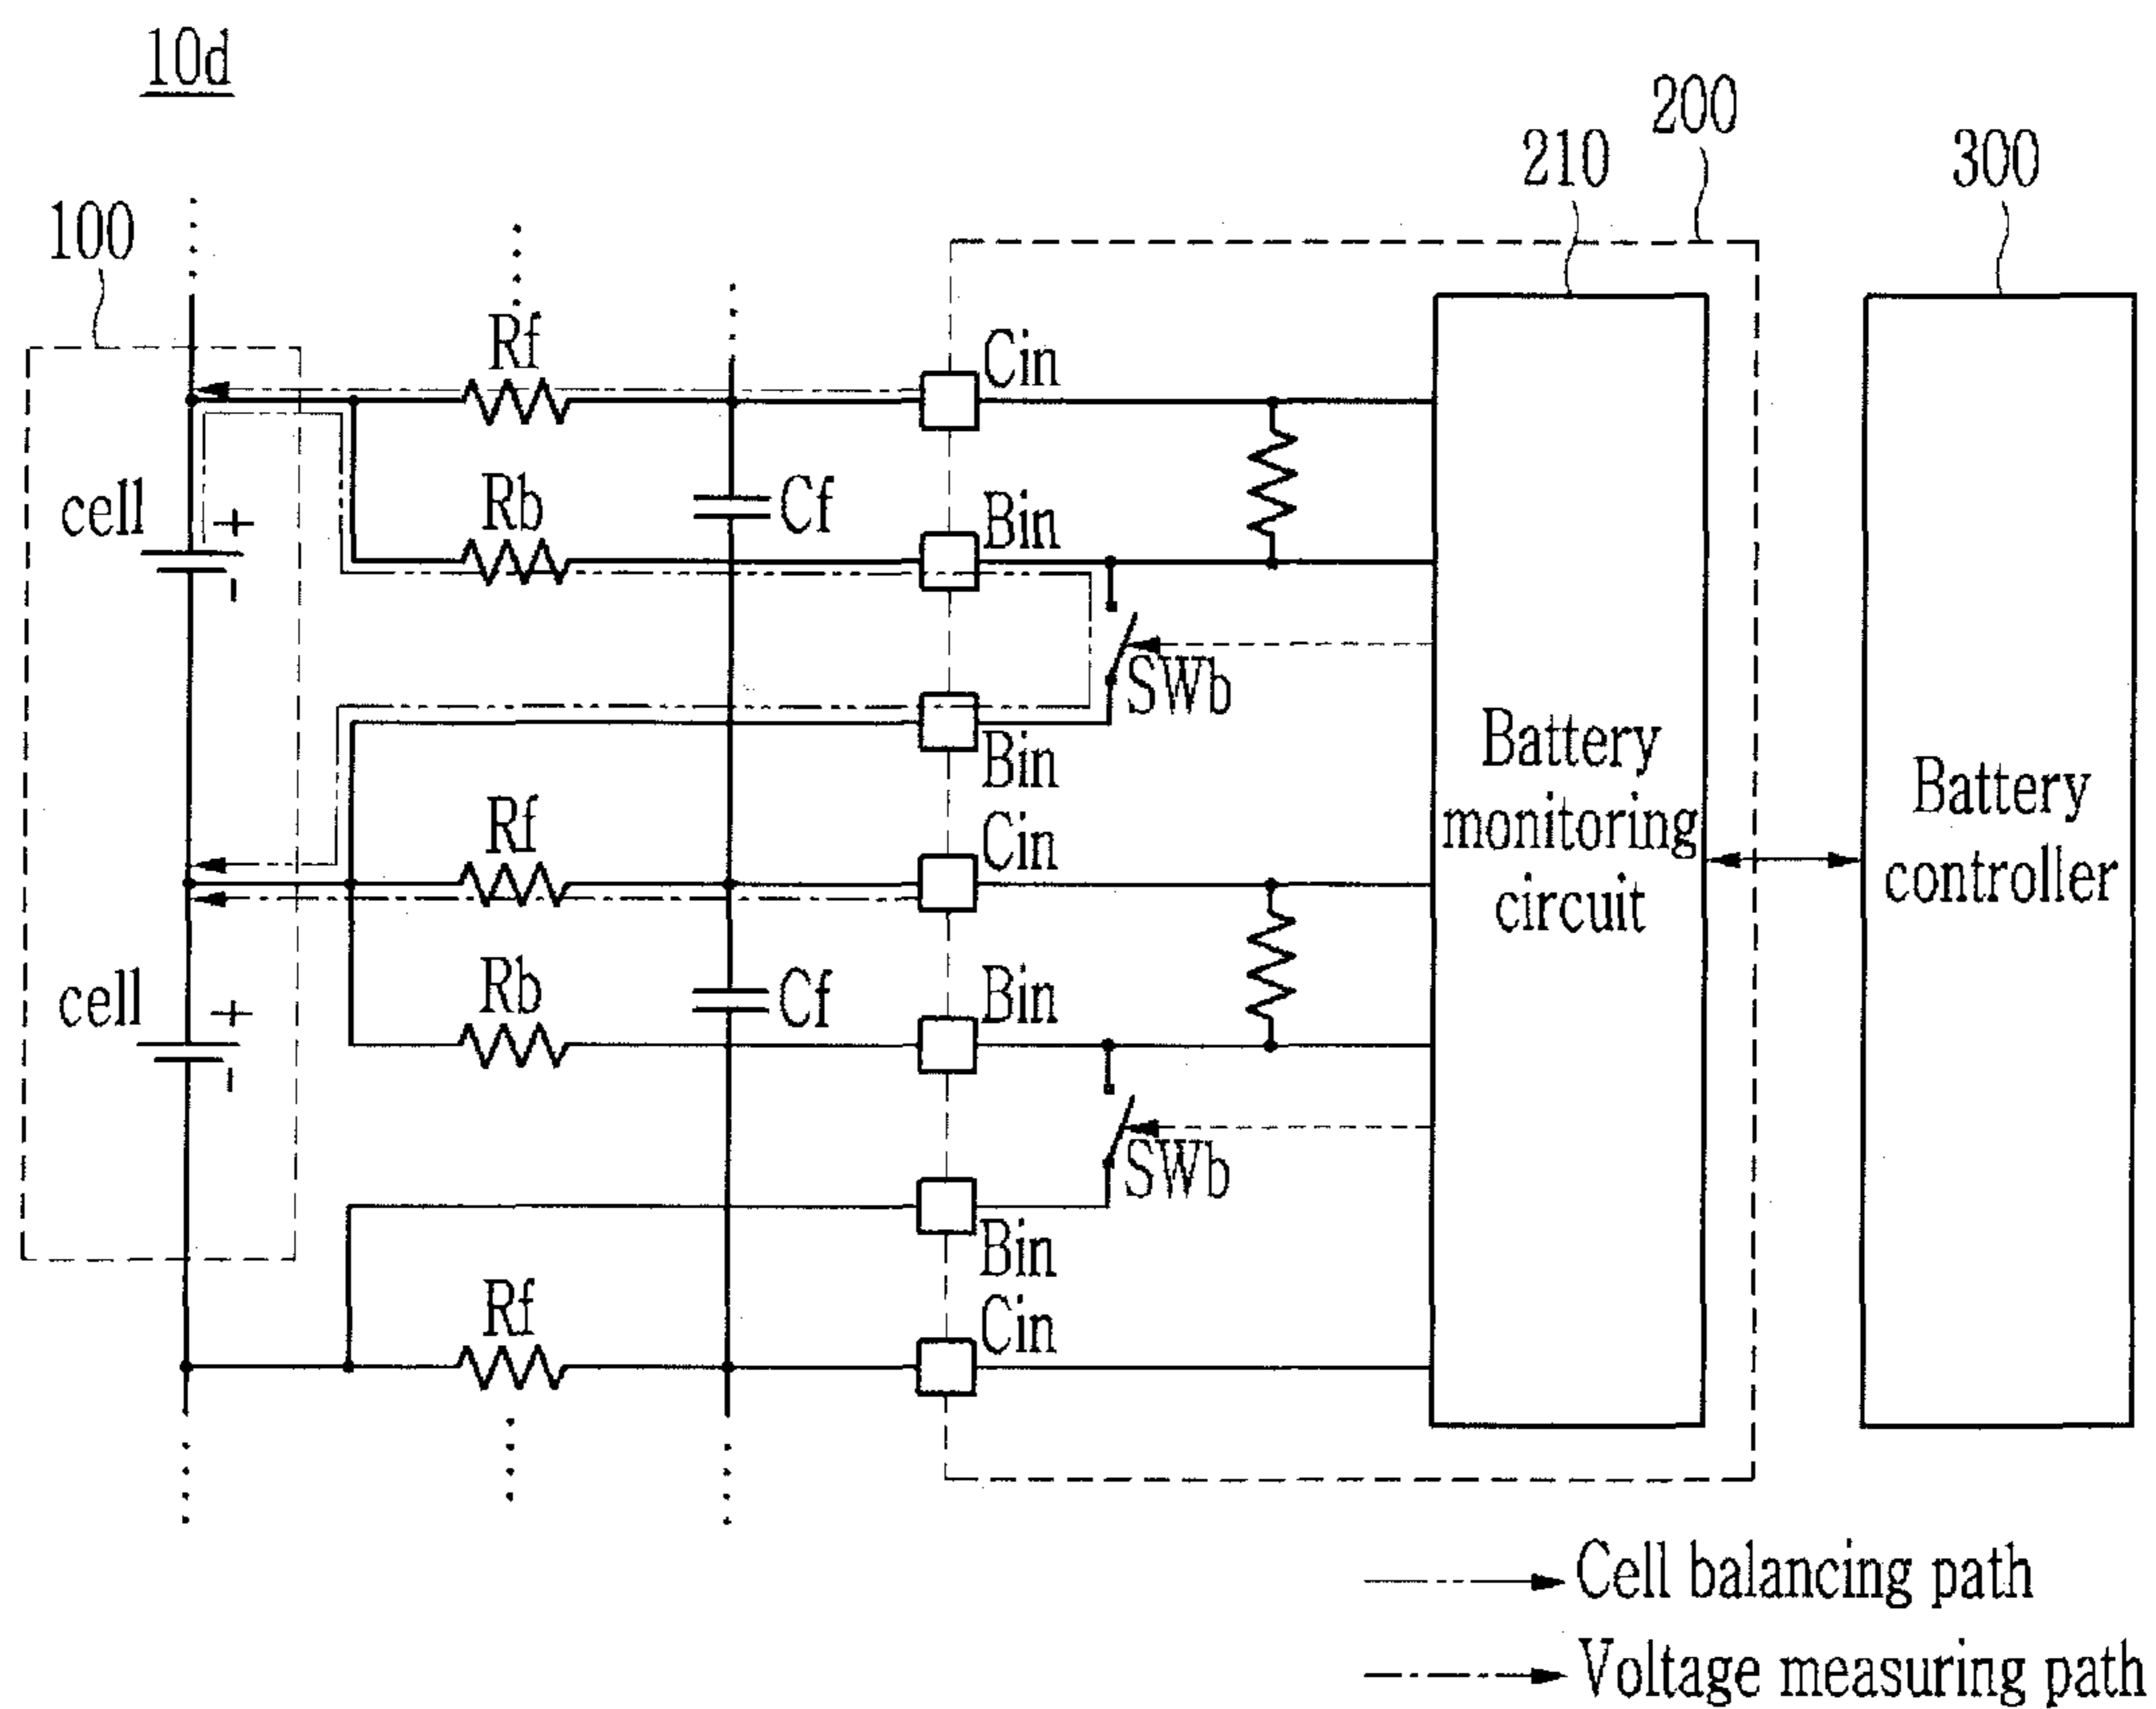 10d
200
210
300
100
Rf
Cin
cell
+
-
Rb
Cf
Bin
SWb
Bin
Rf
Cin
cell
+
-
Rb
Cf
Bin
SWb
Bin
Rf
Cin
Battery
monitoring
circuit
Battery
controller
Cell balancing path
Voltage measuring path